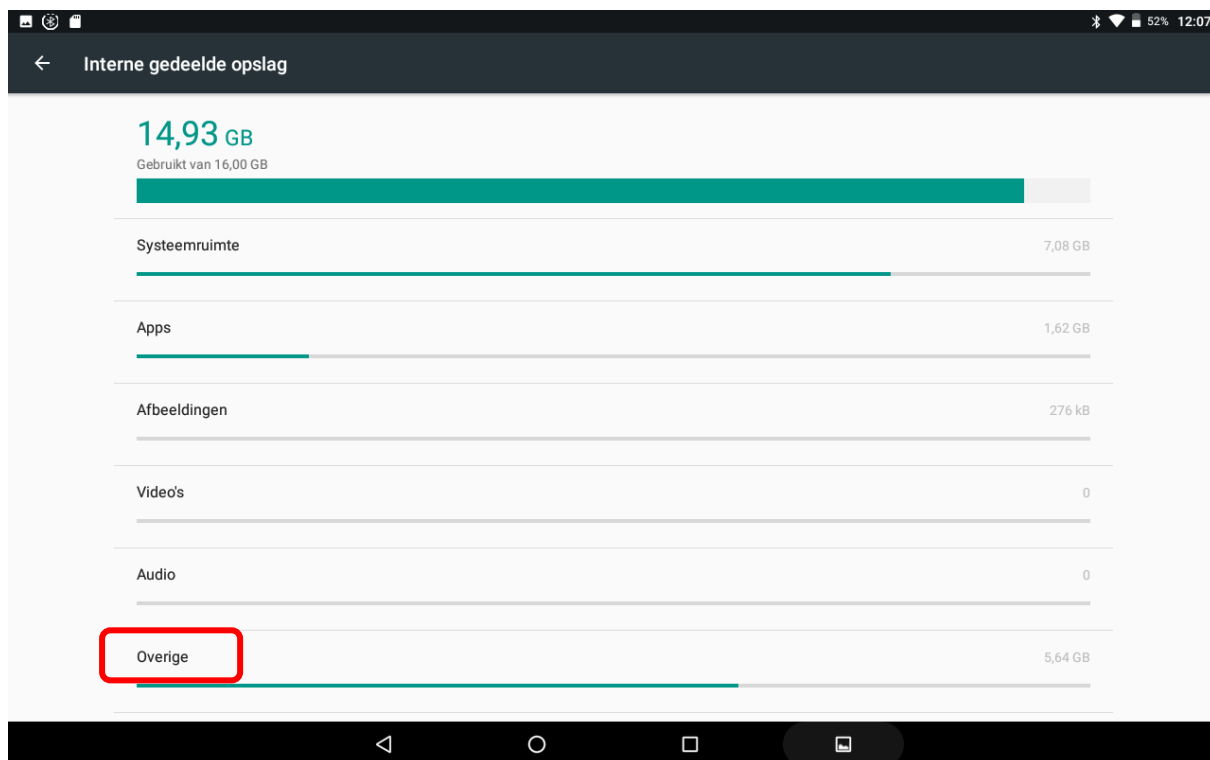 52% 12:07
Interne gedeelde opslag
14,93 GB
Gebruikt van 16,00 GB
Systeemruimte 7,08 GB
Apps 1,62 GB
Afbeeldingen 276 kB
Video's 0
Audio 0
Overige 5,64 GB